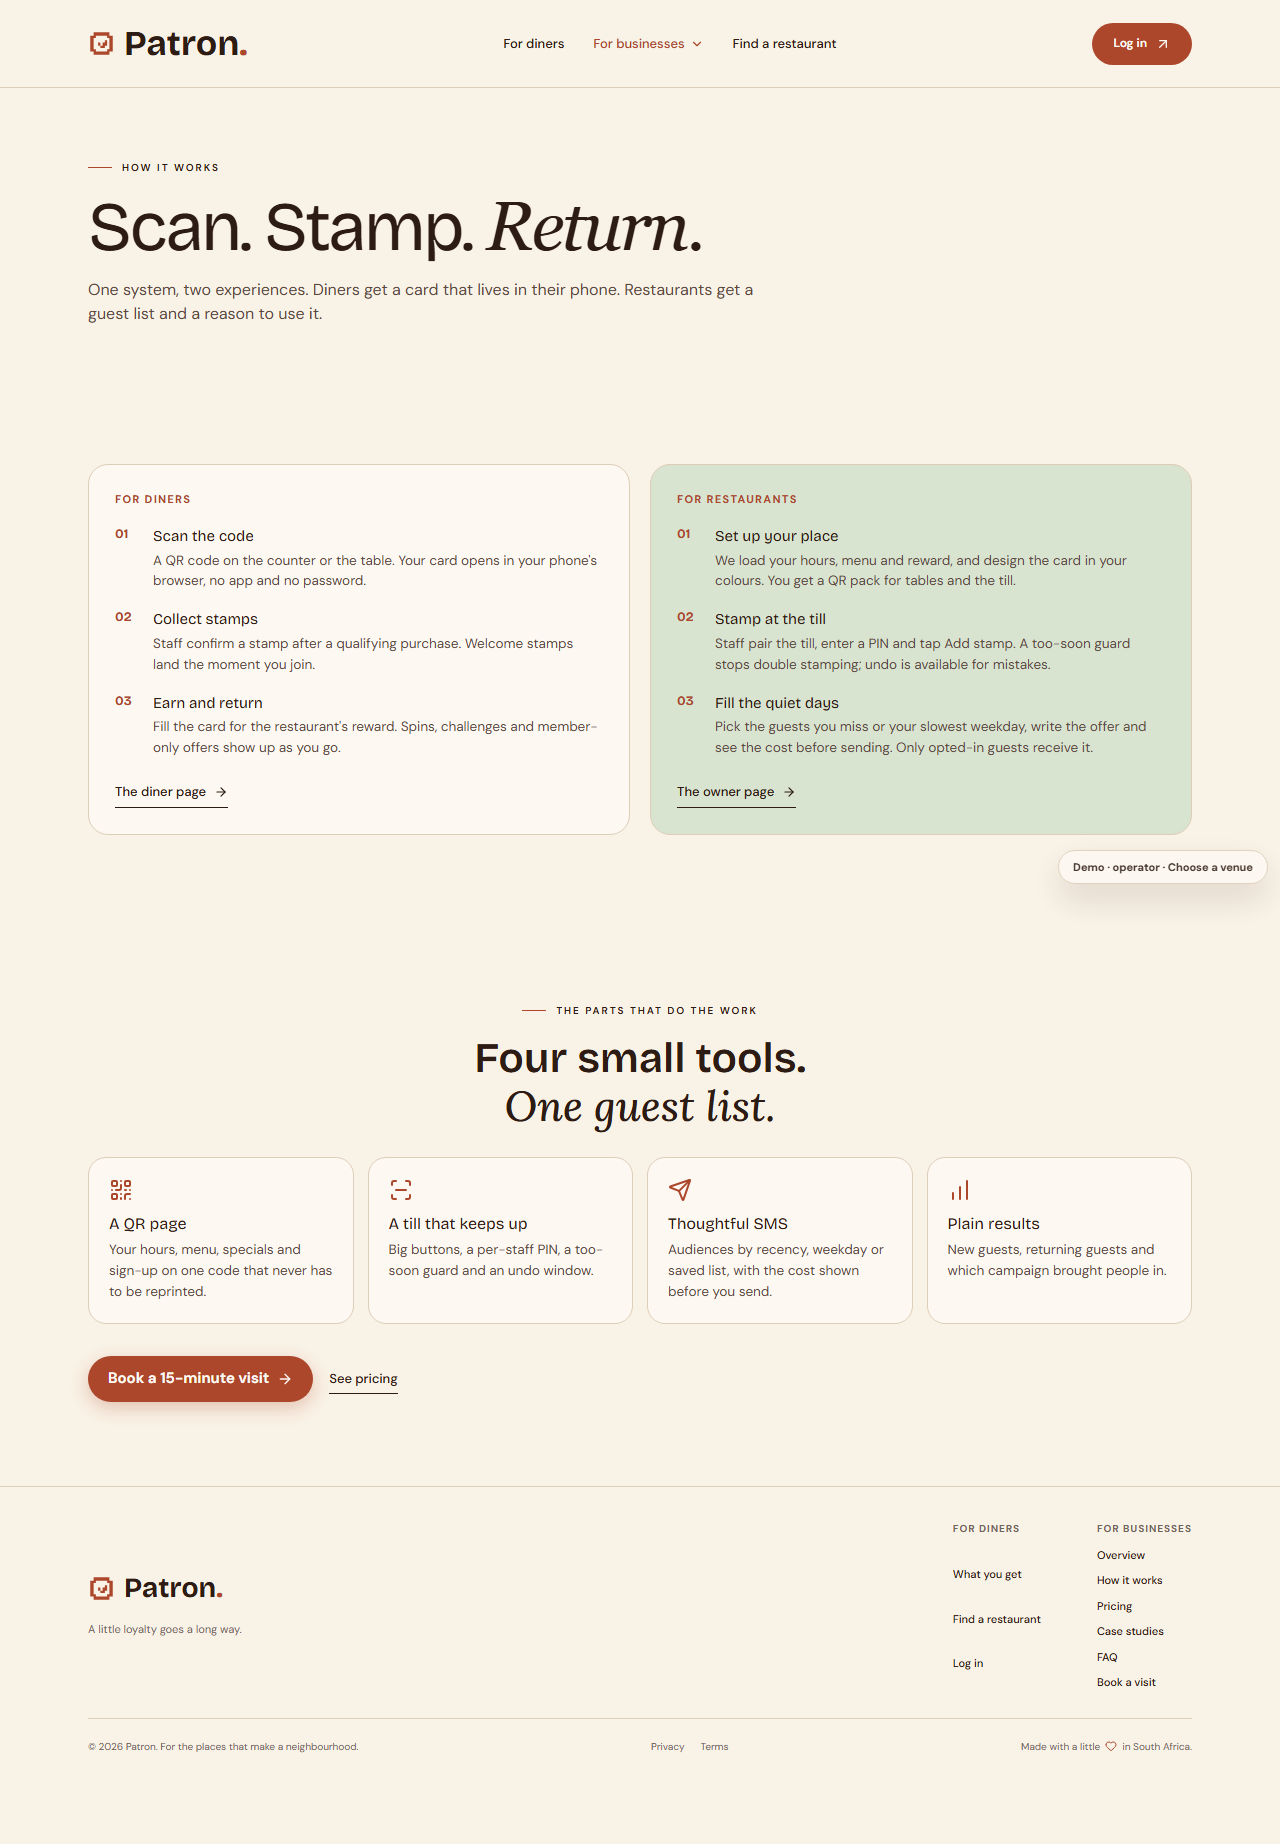 Patron.
For diners
For businesses
Find a restaurant
Log in
HOW IT WORKS
Scan. Stamp. Return.
One system, two experiences. Diners get a card that lives in their phone. Restaurants get a
guest list and a reason to use it.
FOR DINERS
01
Scan the code
A QR code on the counter or the table. Your card opens in your phone's
browser, no app and no password.
02
Collect stamps
Staff confirm a stamp after a qualifying purchase. Welcome stamps
land the moment you join.
03
Earn and return
Fill the card for the restaurant's reward. Spins, challenges and member-
only offers show up as you go.
The diner page
FOR RESTAURANTS
01
Set up your place
We load your hours, menu and reward, and design the card in your
colours. You get a QR pack for tables and the till.
02
Stamp at the till
Staff pair the till, enter a PIN and tap Add stamp. A too-soon guard
stops double stamping; undo is available for mistakes.
03
Fill the quiet days
Pick the guests you miss or your slowest weekday, write the offer and
see the cost before sending. Only opted-in guests receive it.
The owner page
Demo · operator · Choose a venue
THE PARTS THAT DO THE WORK
Four small tools.
One guest list.
A QR page
Your hours, menu, specials and
sign-up on one code that never has
to be reprinted.
A till that keeps up
Big buttons, a per-staff PIN, a too-
soon guard and an undo window.
Thoughtful SMS
Audiences by recency, weekday or
saved list, with the cost shown
before you send.
Plain results
New guests, returning guests and
which campaign brought people in.
Book a 15-minute visit
See pricing
Patron.
A little loyalty goes a long way.
FOR DINERS
What you get
Find a restaurant
Log in
FOR BUSINESSES
Overview
How it works
Pricing
Case studies
FAQ
Book a visit
© 2026 Patron. For the places that make a neighbourhood.
Privacy
Terms
Made with a little ♡ in South Africa.